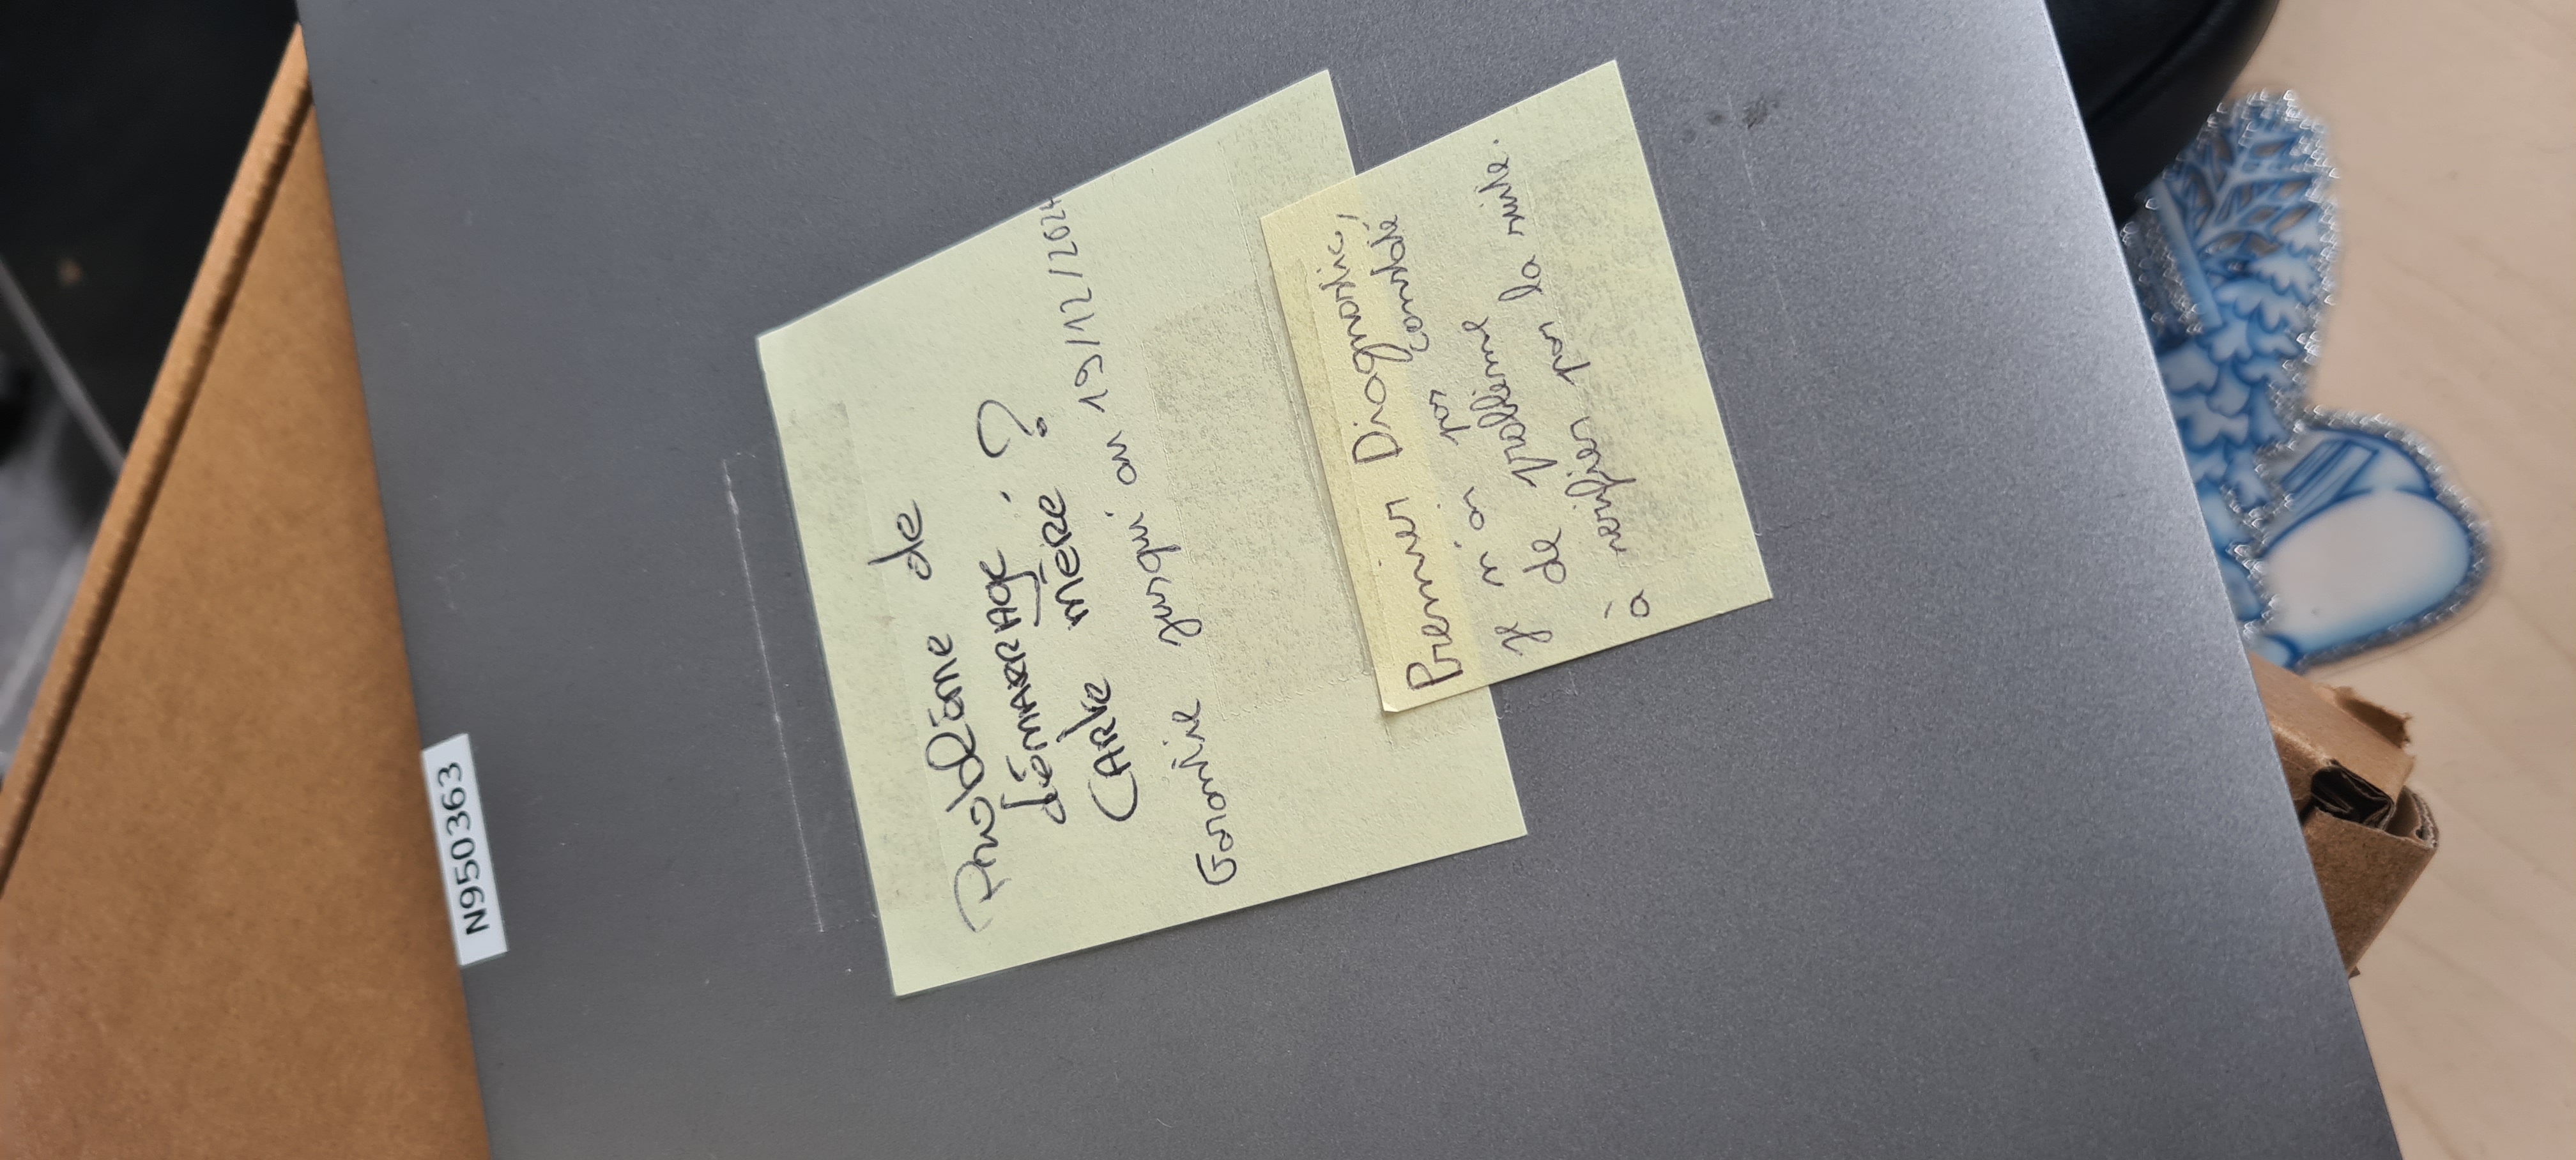 N950363
Problème de
démarrage
Carte mère ?
Garantie jusqu'au 19/12/2024
Premier Diagnostic,
je n'ai pas constaté
de problème
à verifier par la suite.